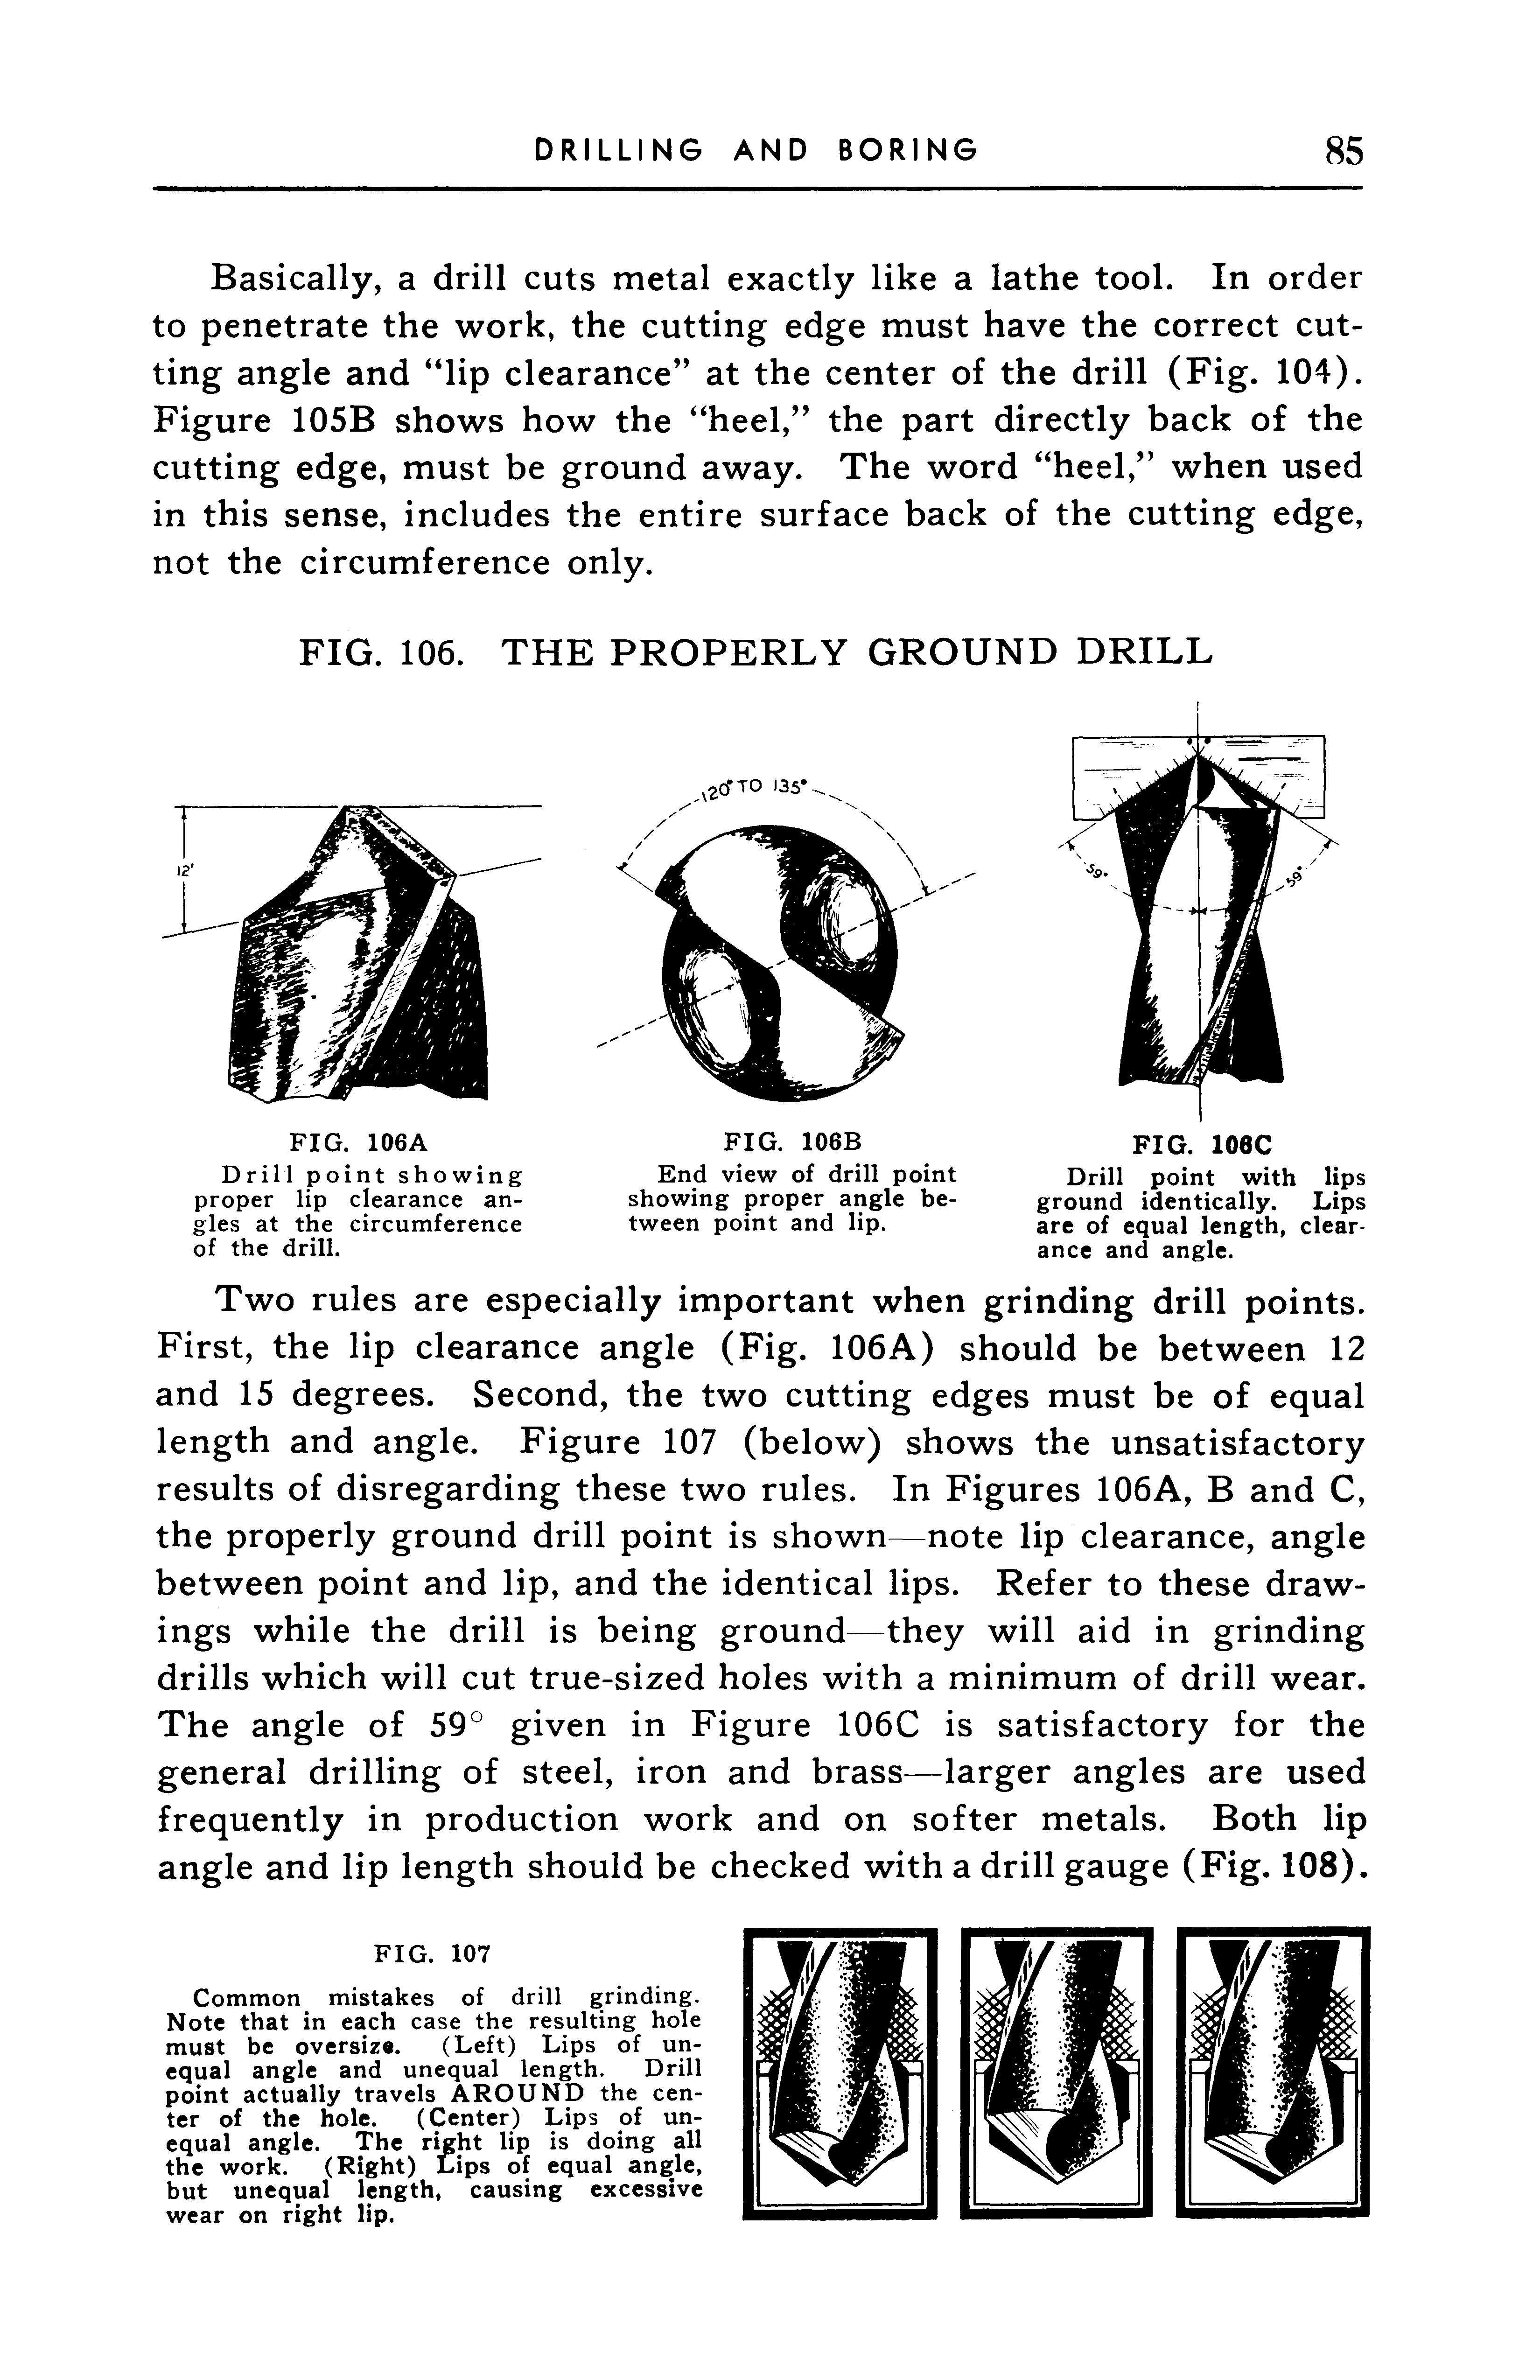 DRILLING AND BORING 85
Basically, a drill cuts metal exactly like a lathe tool. In order
to penetrate the work, the cutting edge must have the correct cut-
ting angle and “lip clearance” at the center of the drill (Fig. 104).
Figure 105B shows how the “heel,” the part directly back of the
cutting edge, must be ground away. The word “heel,” when used
in this sense, includes the entire surface back of the cutting edge,
not the circumference only.
FIG. 106. THE PROPERLY GROUND DRILL
12'
120° TO 135°
59°
59°
FIG. 106A
Drill point showing
proper lip clearance an-
gles at the circumference
of the drill.
FIG. 106B
End view of drill point
showing proper angle be-
tween point and lip.
FIG. 106C
Drill point with lips
ground identically. Lips
are of equal length, clear-
ance and angle.
Two rules are especially important when grinding drill points.
First, the lip clearance angle (Fig. 106A) should be between 12
and 15 degrees. Second, the two cutting edges must be of equal
length and angle. Figure 107 (below) shows the unsatisfactory
results of disregarding these two rules. In Figures 106A, B and C,
the properly ground drill point is shown—note lip clearance, angle
between point and lip, and the identical lips. Refer to these draw-
ings while the drill is being ground—they will aid in grinding
drills which will cut true-sized holes with a minimum of drill wear.
The angle of 59° given in Figure 106C is satisfactory for the
general drilling of steel, iron and brass—larger angles are used
frequently in production work and on softer metals. Both lip
angle and lip length should be checked with a drill gauge (Fig. 108).
FIG. 107
Common mistakes of drill grinding.
Note that in each case the resulting hole
must be oversize. (Left) Lips of un-
equal angle and unequal length. Drill
point actually travels AROUND the cen-
ter of the hole. (Center) Lips of un-
equal angle. The right lip is doing all
the work. (Right) Lips of equal angle,
but unequal length, causing excessive
wear on right lip.